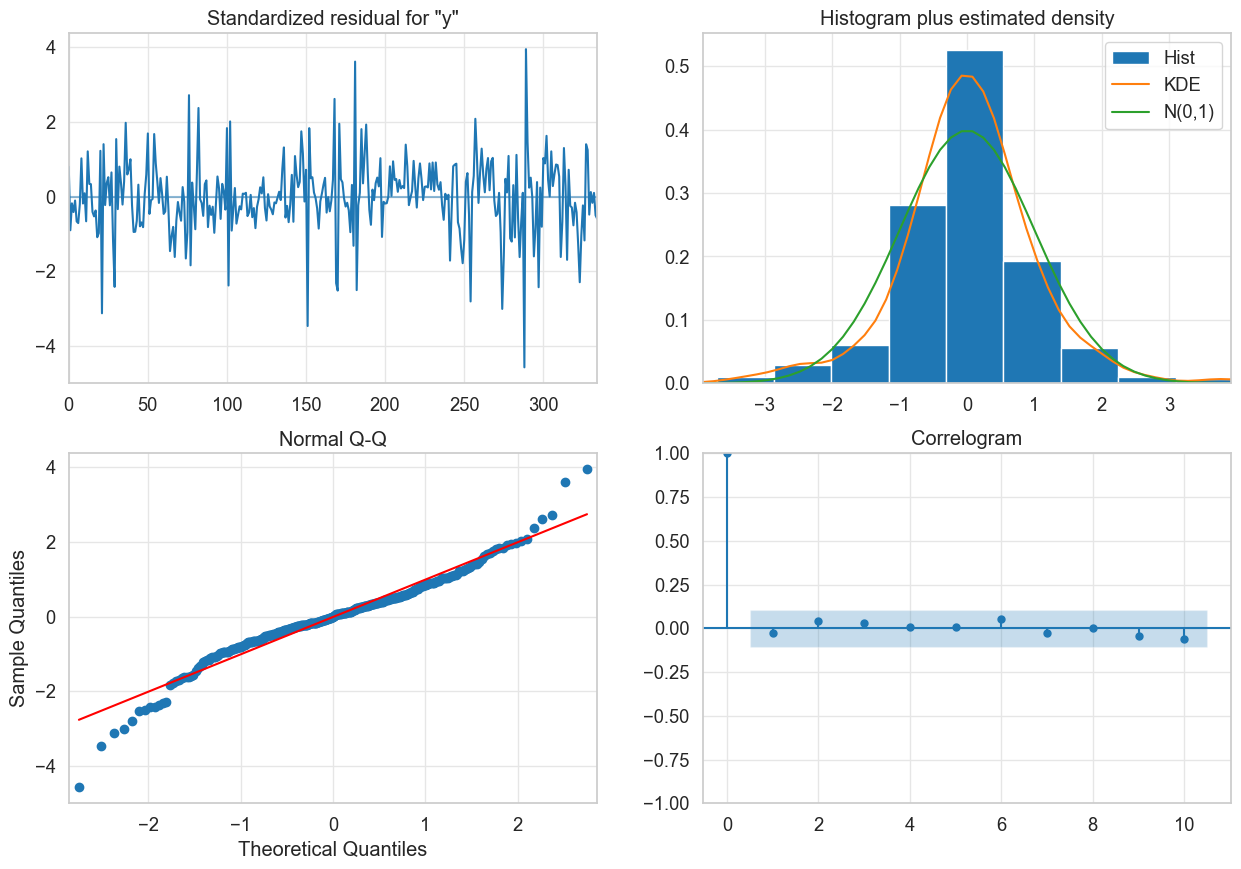 Standardized residual for "y"
4
2
0
−2
−4
0 50 100 150 200 250 300
Histogram plus estimated density
Hist
KDE
N(0,1)
0.5
0.4
0.3
0.2
0.1
0.0
−3 −2 −1 0 1 2 3
Normal Q-Q
Sample Quantiles
4
2
0
−2
−4
−2 −1 0 1 2
Theoretical Quantiles
Correlogram
1.00
0.75
0.50
0.25
0.00
−0.25
−0.50
−0.75
−1.00
0 2 4 6 8 10